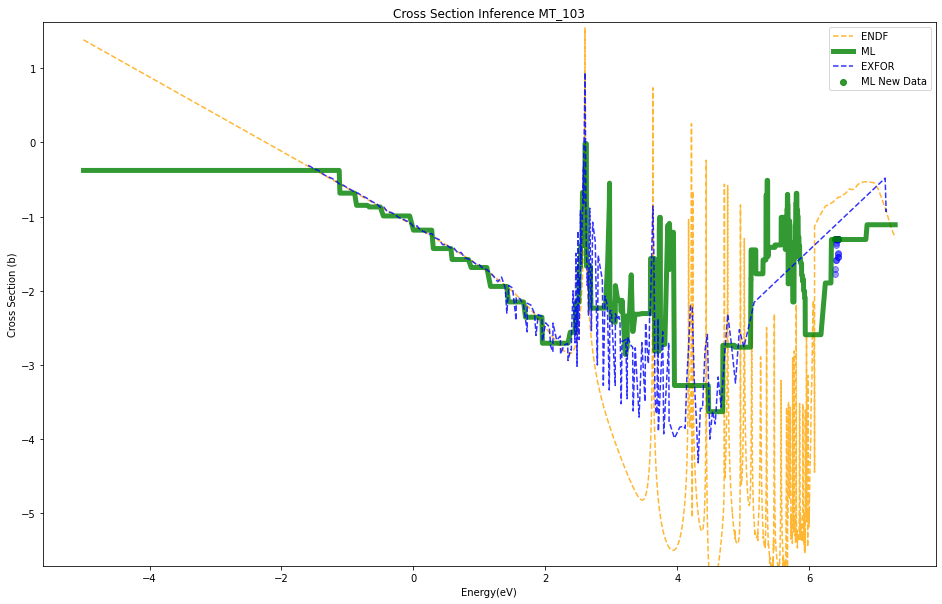 Cross Section Inference MT_103
ENDF
ML
EXFOR
ML New Data
Cross Section (b)
1
0
−1
−2
−3
−4
−5
−4
−2
0
2
4
6
Energy(eV)